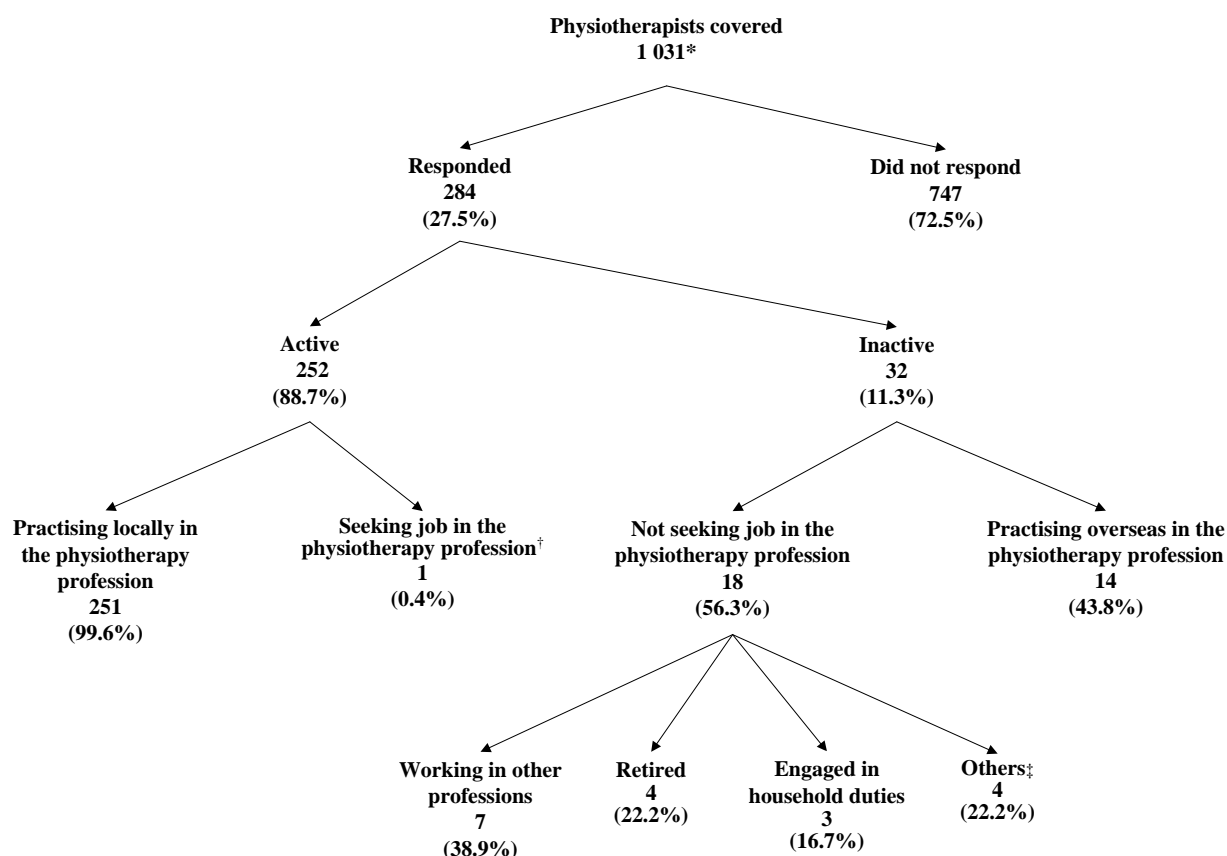 Physiotherapists covered
1 031*
Responded
284
(27.5%)
Did not respond
747
(72.5%)
Active
252
(88.7%)
Inactive
32
(11.3%)
Practising locally in
the physiotherapy
profession
251
(99.6%)
Seeking job in the
physiotherapy profession†
1
(0.4%)
Not seeking job in the
physiotherapy profession
18
(56.3%)
Practising overseas in the
physiotherapy profession
14
(43.8%)
Working in other
professions
7
(38.9%)
Retired
4
(22.2%)
Engaged in
household duties
3
(16.7%)
Others‡
4
(22.2%)